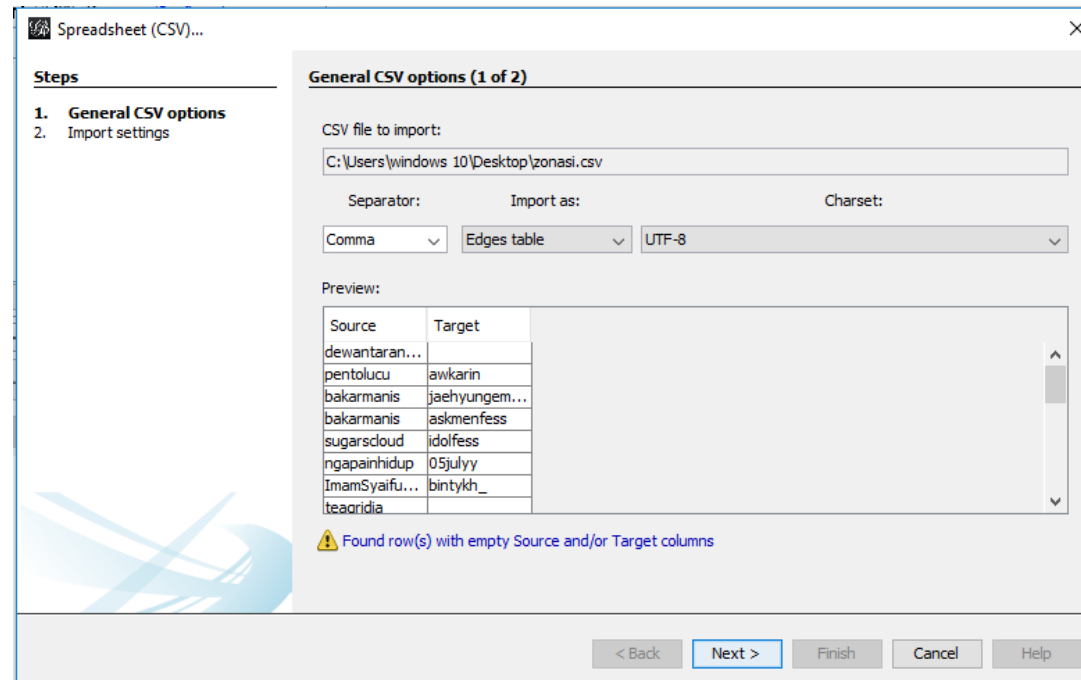 Spreadsheet (CSV)...
Steps
1. General CSV options
2. Import settings
General CSV options (1 of 2)
CSV file to import:
C:\Users\windows 10\Desktop\zonasi.csv
Separator: Import as: Charset:
Comma Edges table UTF-8
Preview:
Source Target
dewantaran...
pentolucu awkarin
bakarmanis jaehyungem...
bakarmanis askmenfess
sugarscloud idolfess
ngapainhidup 05julyy
ImamSyaifu... bintykh_
teagridia
Found row(s) with empty Source and/or Target columns
< Back Next > Finish Cancel Help